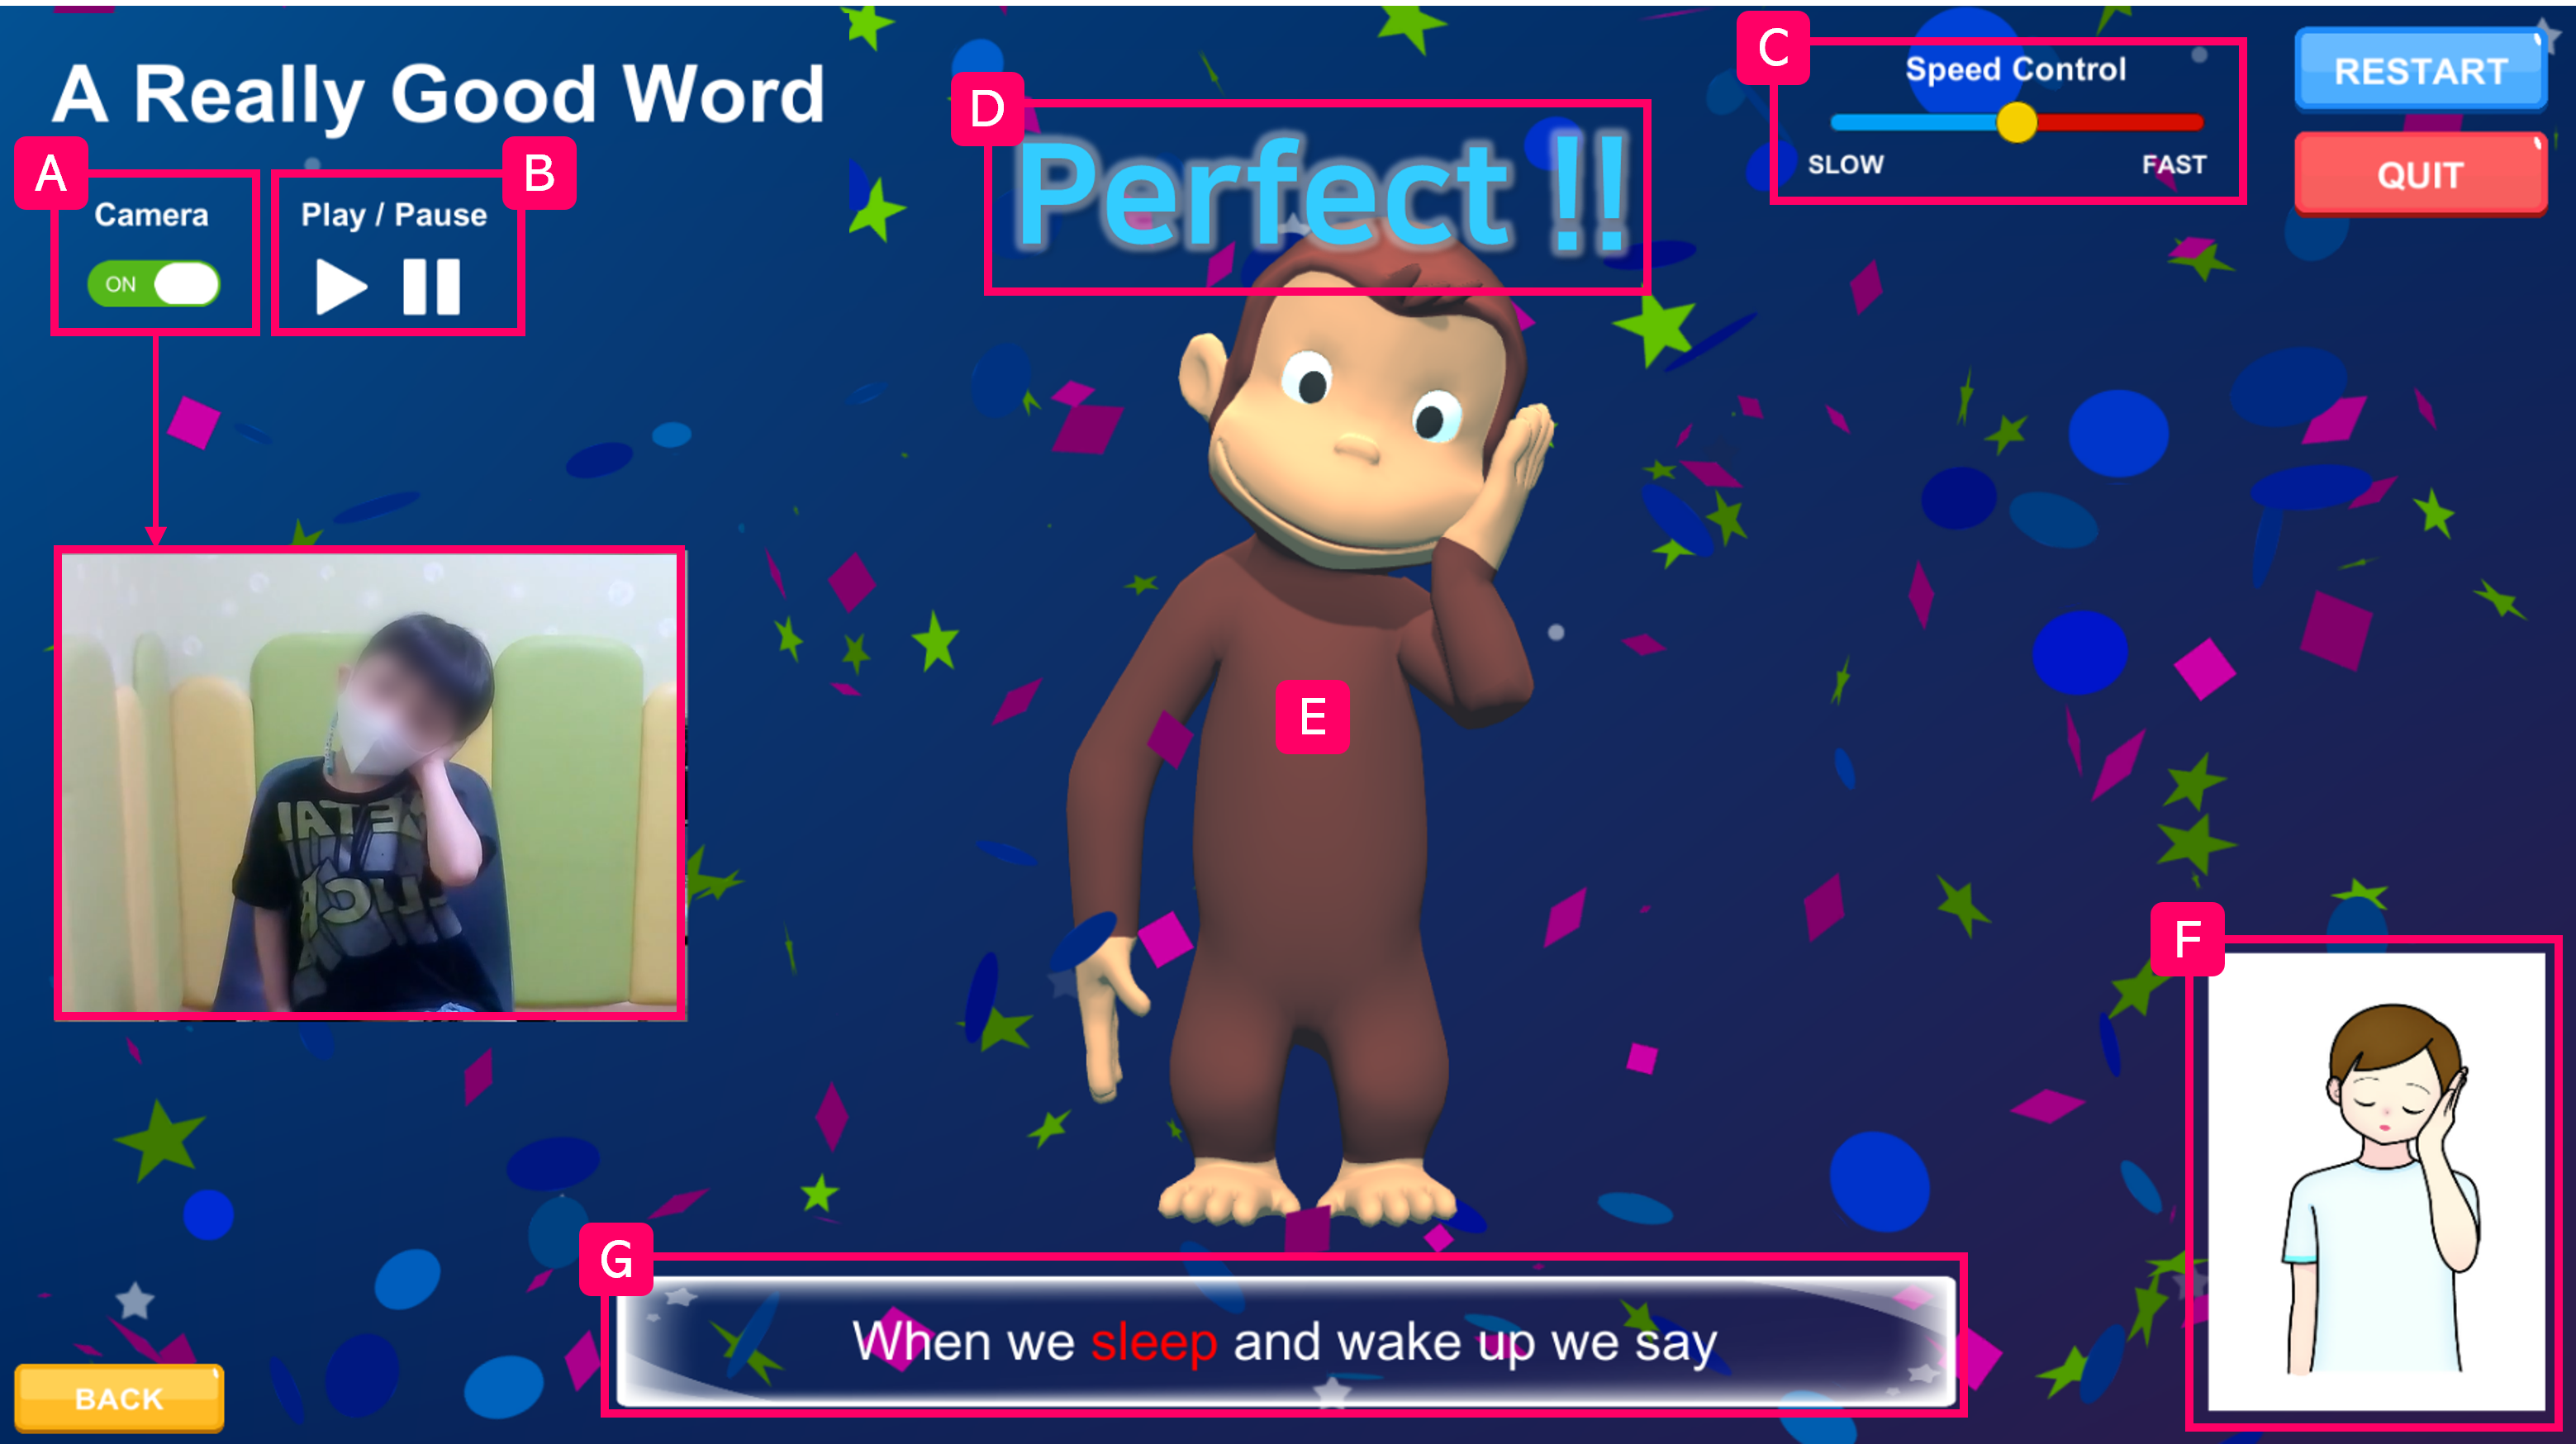 A Really Good Word
A
Camera
ON
B
Play / Pause
C
Speed Control
SLOW
FAST
RESTART
QUIT
D
Perfect !!
E
F
G
When we sleep and wake up we say
BACK